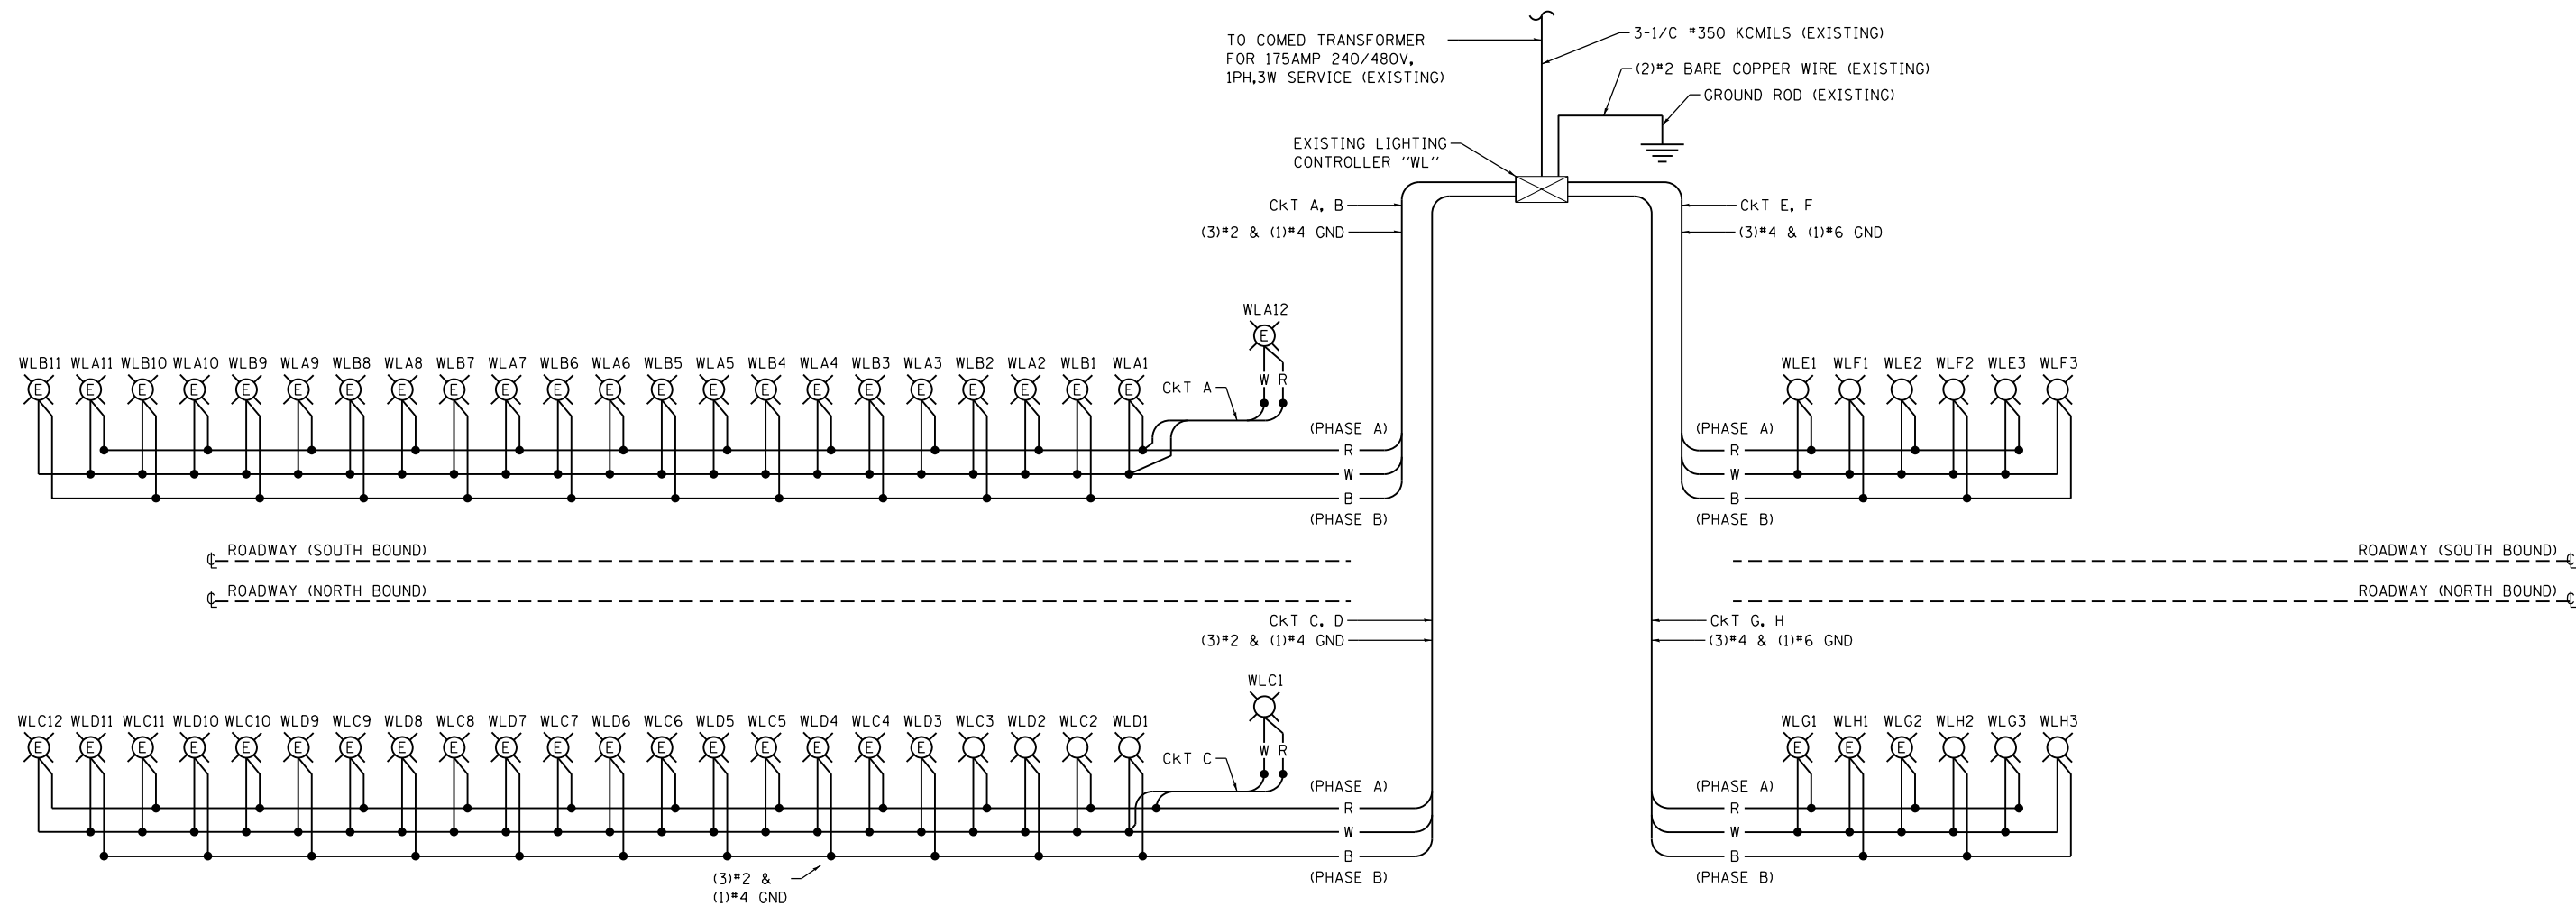 TO COMED TRANSFORMER
FOR 175AMP 240/480V,
1PH,3W SERVICE (EXISTING)
3-1/C #350 KCMILS (EXISTING)
(2)#2 BARE COPPER WIRE (EXISTING)
GROUND ROD (EXISTING)
EXISTING LIGHTING
CONTROLLER "WL"
CkT A, B
(3)#2 & (1)#4 GND
CkT E, F
(3)#4 & (1)#6 GND
WLA12
E
W R
CkT A
WLB11 WLA11 WLB10 WLA10 WLB9 WLA9 WLB8 WLA8 WLB7 WLA7 WLB6 WLA6 WLB5 WLA5 WLB4 WLA4 WLB3 WLA3 WLB2 WLA2 WLB1 WLA1
E E E E E E E E E E E E E E E E E E E E E E
(PHASE A)
R
W
B
(PHASE B)
WLE1 WLF1 WLE2 WLF2 WLE3 WLF3
(PHASE A)
R
W
B
(PHASE B)
℄ ROADWAY (SOUTH BOUND)
ROADWAY (SOUTH BOUND) ℄
℄ ROADWAY (NORTH BOUND)
ROADWAY (NORTH BOUND) ℄
CkT C, D
(3)#2 & (1)#4 GND
CkT G, H
(3)#4 & (1)#6 GND
WLC1
W R
CkT C
WLC12 WLD11 WLC11 WLD10 WLC10 WLD9 WLC9 WLD8 WLC8 WLD7 WLC7 WLD6 WLC6 WLD5 WLC5 WLD4 WLC4 WLD3 WLC3 WLD2 WLC2 WLD1
E E E E E E E E E E E E E E E E E E
(PHASE A)
R
W
B
(PHASE B)
(3)#2 &
(1)#4 GND
WLG1 WLH1 WLG2 WLH2 WLG3 WLH3
E E E
(PHASE A)
R
W
B
(PHASE B)